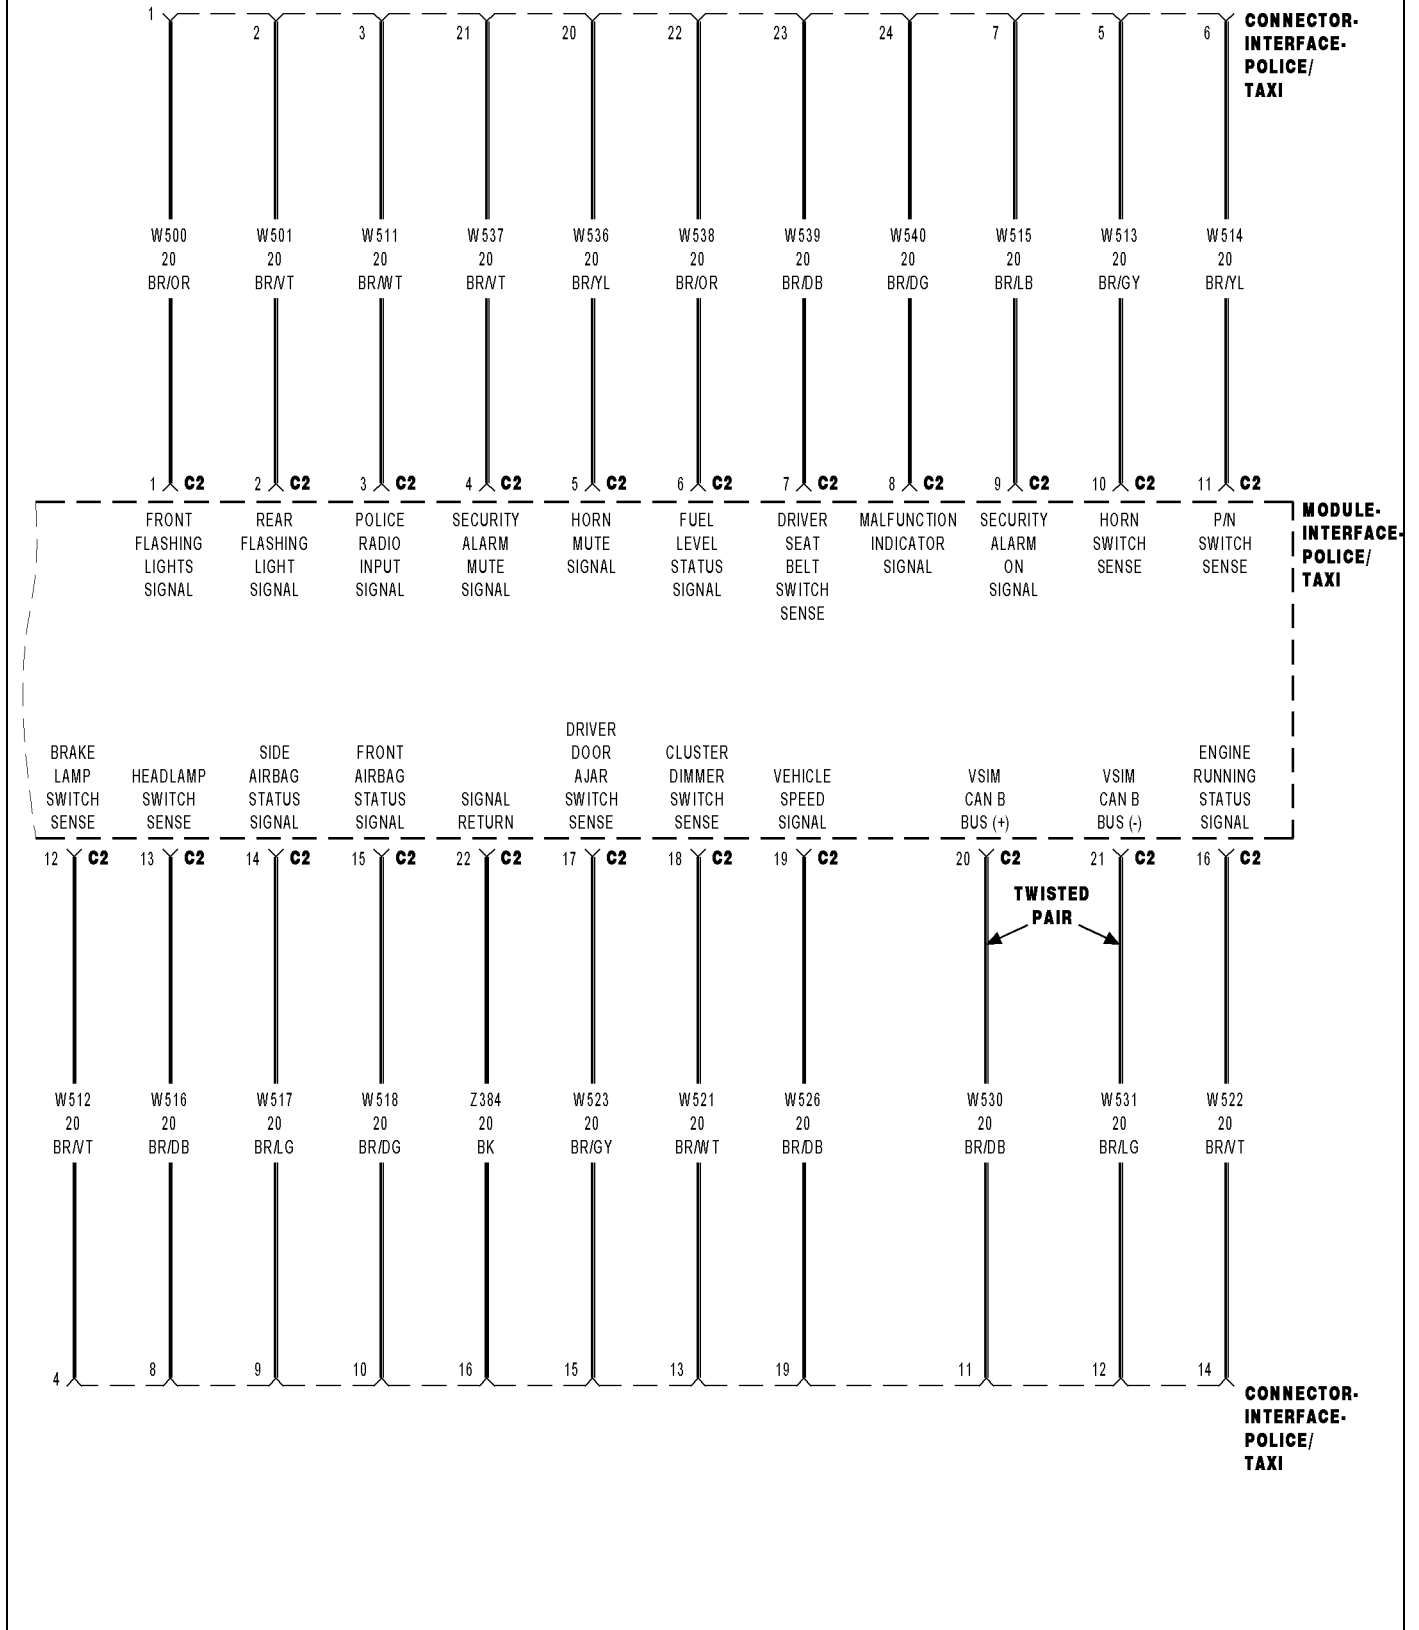 1 2 3 21 20 22 23 24 7 5 6
CONNECTOR-
INTERFACE-
POLICE/
TAXI
W500 W501 W511 W537 W536 W538 W539 W540 W515 W513 W514
20 20 20 20 20 20 20 20 20 20 20
BR/OR BR/VT BR/WT BR/VT BR/YL BR/OR BR/DB BR/DG BR/LB BR/GY BR/YL
1 C2 2 C2 3 C2 4 C2 5 C2 6 C2 7 C2 8 C2 9 C2 10 C2 11 C2
MODULE-
INTERFACE-
POLICE/
TAXI
FRONT
FLASHING
LIGHTS
SIGNAL
REAR
FLASHING
LIGHT
SIGNAL
POLICE
RADIO
INPUT
SIGNAL
SECURITY
ALARM
MUTE
SIGNAL
HORN
MUTE
SIGNAL
FUEL
LEVEL
STATUS
SIGNAL
DRIVER
SEAT
BELT
SWITCH
SENSE
MALFUNCTION
INDICATOR
SIGNAL
SECURITY
ALARM
ON
SIGNAL
HORN
SWITCH
SENSE
P/N
SWITCH
SENSE
BRAKE
LAMP
SWITCH
SENSE
HEADLAMP
SWITCH
SENSE
SIDE
AIRBAG
STATUS
SIGNAL
FRONT
AIRBAG
STATUS
SIGNAL
SIGNAL
RETURN
DRIVER
DOOR
AJAR
SWITCH
SENSE
CLUSTER
DIMMER
SWITCH
SENSE
VEHICLE
SPEED
SIGNAL
VSIM
CAN B
BUS (+)
VSIM
CAN B
BUS (-)
ENGINE
RUNNING
STATUS
SIGNAL
12 C2 13 C2 14 C2 15 C2 22 C2 17 C2 18 C2 19 C2 20 C2 21 C2 16 C2
TWISTED
PAIR
W512 W516 W517 W518 Z384 W523 W521 W526 W530 W531 W522
20 20 20 20 20 20 20 20 20 20 20
BR/VT BR/DB BR/LG BR/DG BK BR/GY BR/WT BR/DB BR/DB BR/LG BR/VT
4 8 9 10 16 15 13 19 11 12 14
CONNECTOR-
INTERFACE-
POLICE/
TAXI